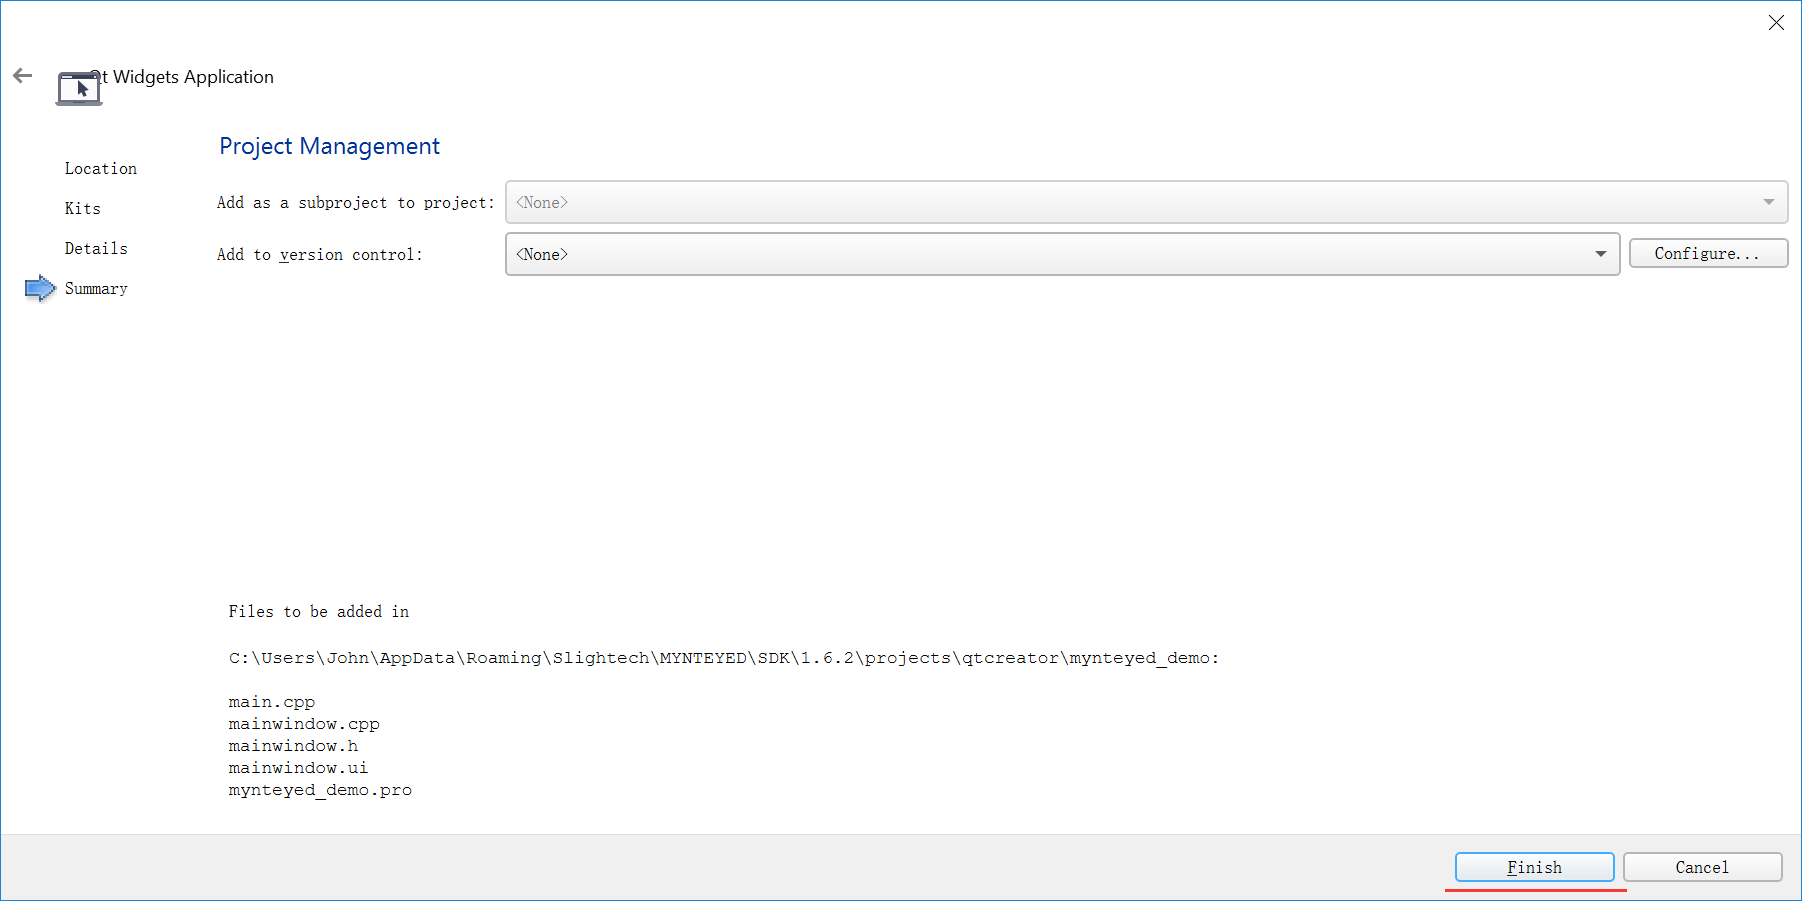 Qt Widgets Application
Project Management
Location
Kits
Details
Summary
Add as a subproject to project: <None>
Add to version control: <None> Configure...
Files to be added in
C:\Users\John\AppData\Roaming\Slightech\MYNTEYED\SDK\1.6.2\projects\qtcreator\mynteyed_demo:
main.cpp
mainwindow.cpp
mainwindow.h
mainwindow.ui
mynteyed_demo.pro
Finish Cancel